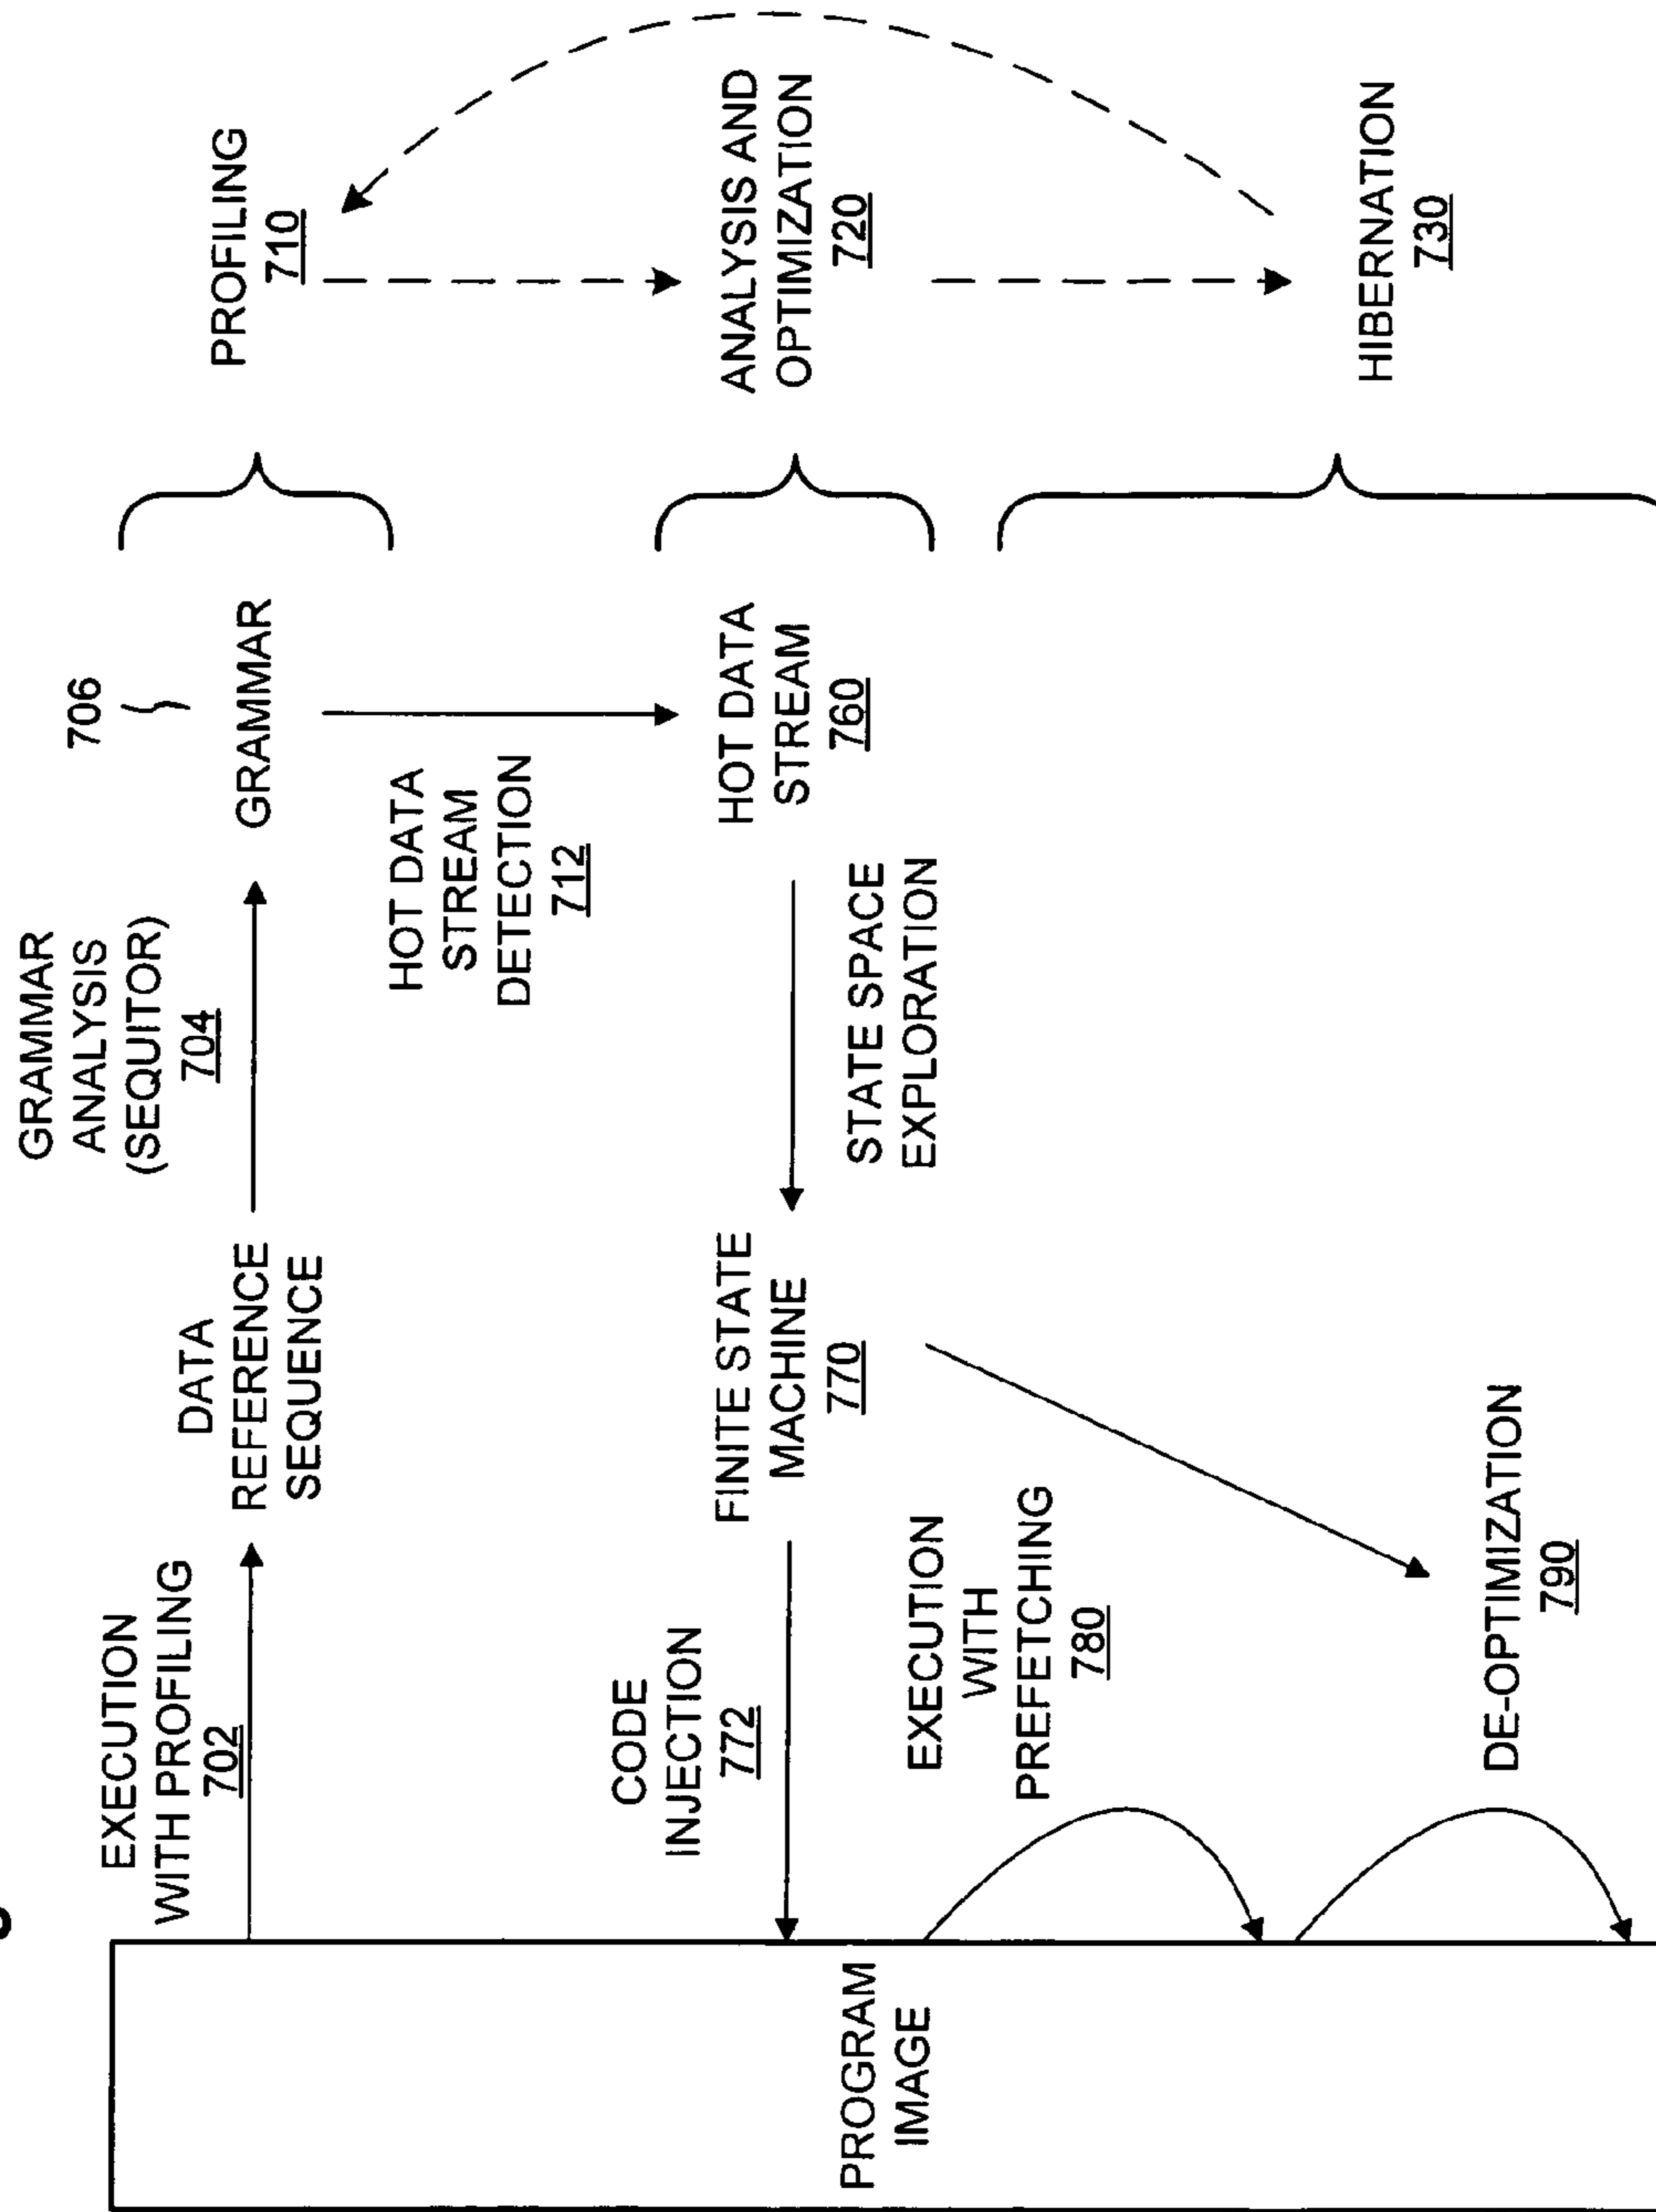 EXECUTION
WITH PROFILING
702
DATA
REFERENCE
SEQUENCE
GRAMMAR
ANALYSIS
(SEQUITOR)
704
706
GRAMMAR
PROFILING
710
HOT DATA
STREAM
DETECTION
712
CODE
INJECTION
772
FINITE STATE
MACHINE
770
STATE SPACE
EXPLORATION
HOT DATA
STREAM
760
ANALYSIS AND
OPTIMIZATION
720
PROGRAM
IMAGE
EXECUTION
WITH
PREFETCHING
780
DE-OPTIMIZATION
790
HIBERNATION
730